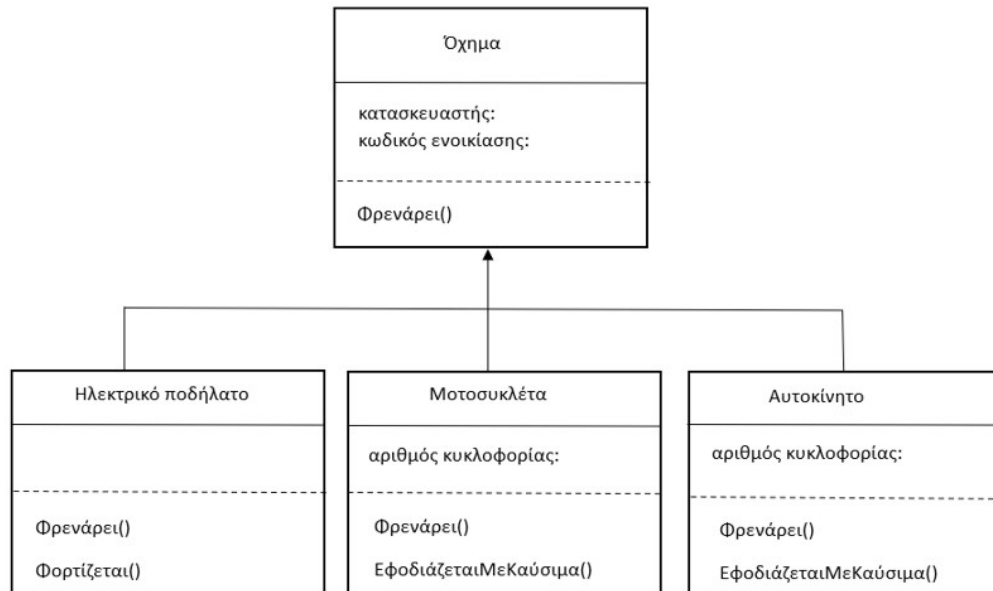 Όχημα
κατασκευαστής:
κωδικός ενοικίασης:
Φρενάρει()
Ηλεκτρικό ποδήλατο
Φρενάρει()
Φορτίζεται()
Μοτοσυκλέτα
αριθμός κυκλοφορίας:
Φρενάρει()
ΕφοδιάζεταιΜεΚαύσιμα()
Αυτοκίνητο
αριθμός κυκλοφορίας:
Φρενάρει()
ΕφοδιάζεταιΜεΚαύσιμα()